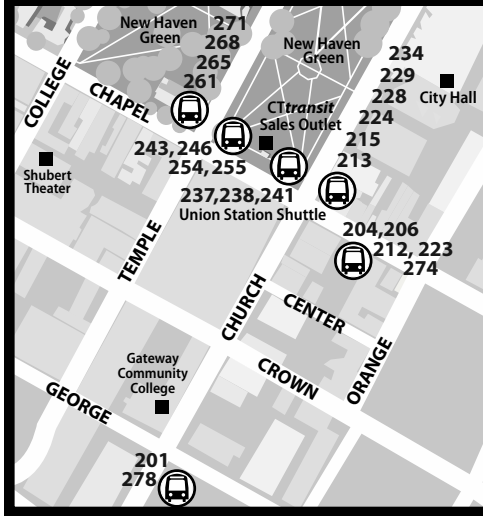 New Haven
Green
271
268
265
261
New Haven
Green
234
229
228
224
215
213
City Hall
COLLEGE
CHAPEL
CTtransit
Sales Outlet
243, 246
254, 255
Shubert
Theater
237,238,241
Union Station Shuttle
204,206
212, 223
274
TEMPLE
CHURCH
CENTER
ORANGE
CROWN
Gateway
Community
College
GEORGE
201
278